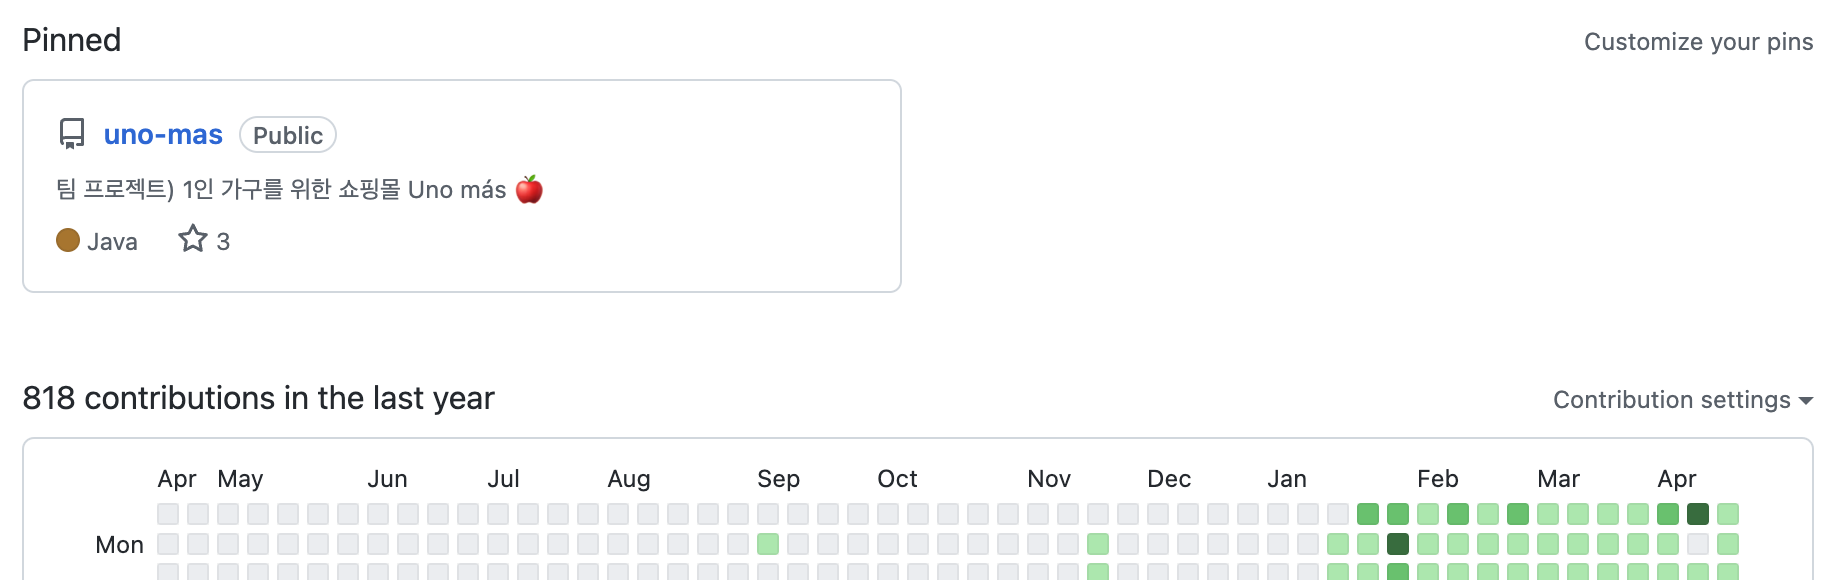 Pinned
Customize your pins
uno-mas Public
팀 프로젝트) 1인 가구를 위한 쇼핑몰 Uno más 🍎
Java 3
818 contributions in the last year
Contribution settings
Apr May Jun Jul Aug Sep Oct Nov Dec Jan Feb Mar Apr
Mon